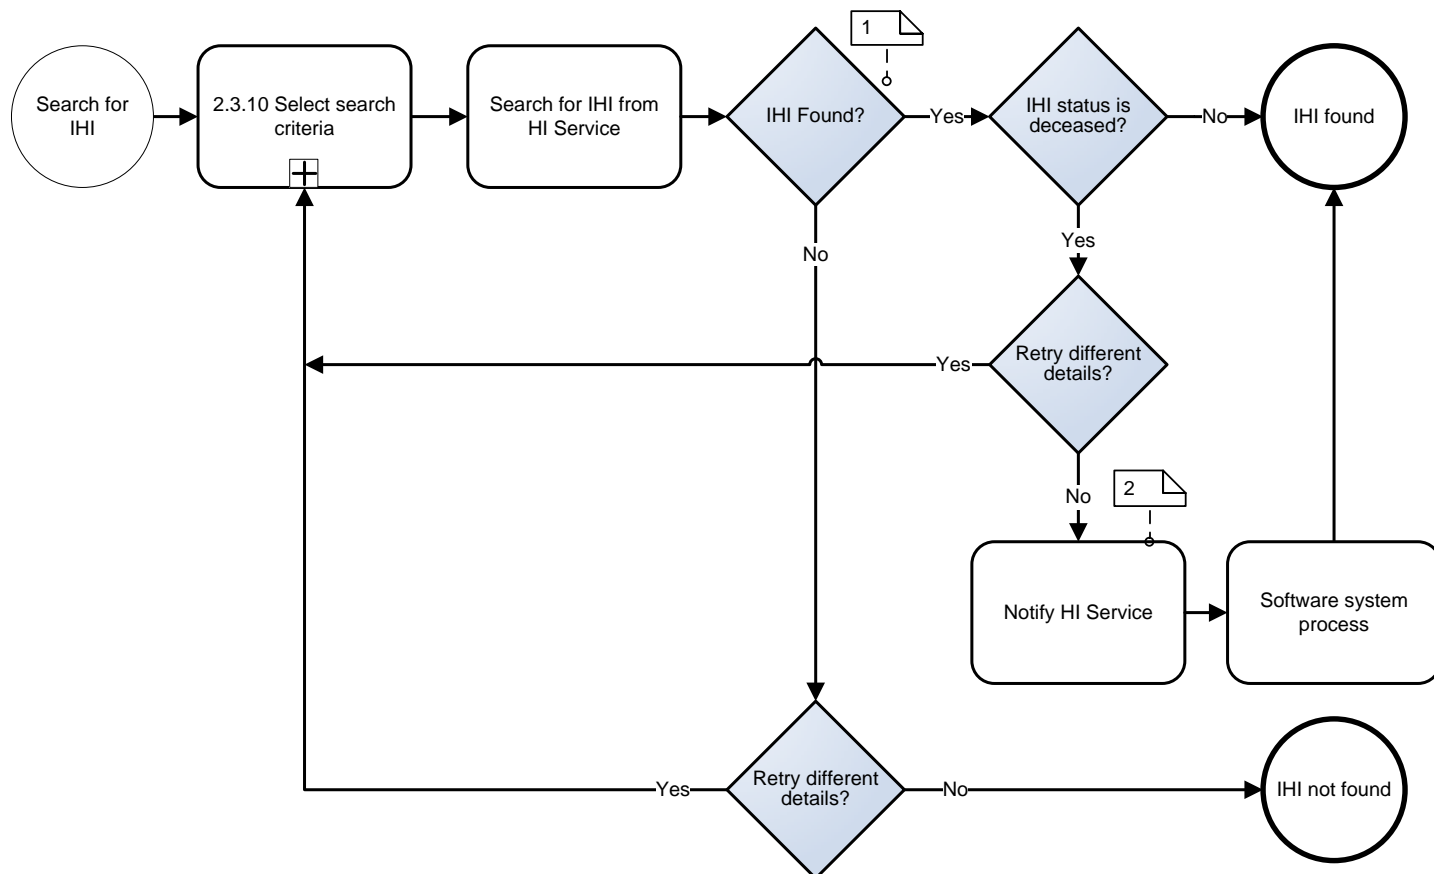 1
Search for
IHI
2.3.10 Select search
criteria
Search for IHI from
HI Service
IHI Found?
Yes
IHI status is
deceased?
No
IHI found
No
Yes
Yes
Retry different
details?
No
2
Notify HI Service
Software system
process
Yes
Retry different
details?
No
IHI not found